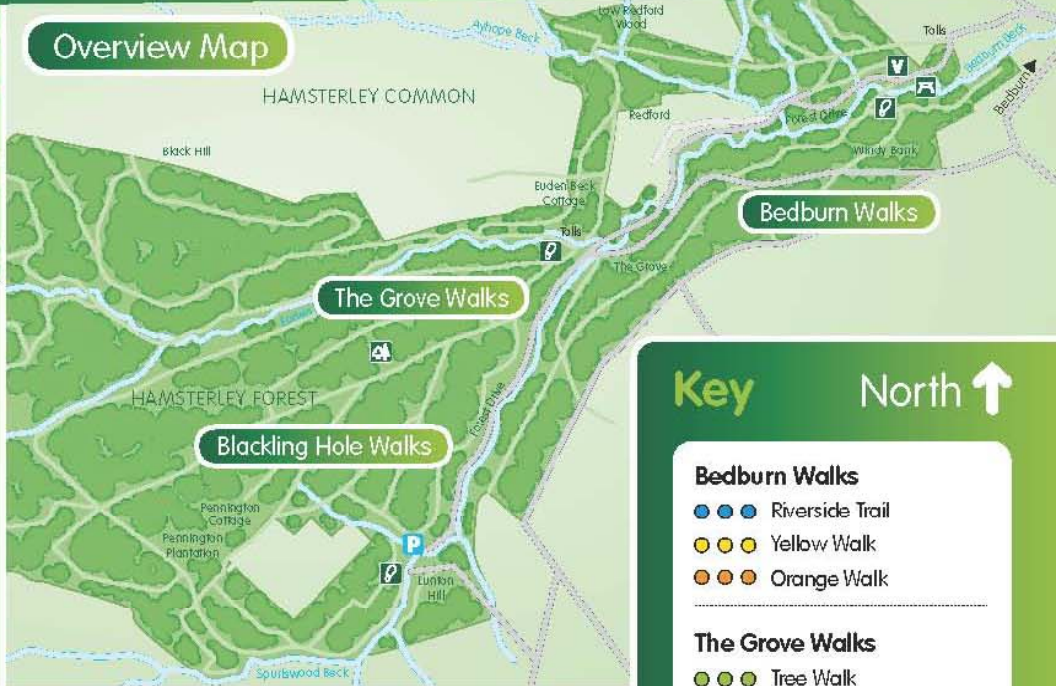 Overview Map
Low Redford
Wood
Ayhope Beck
Tolls
Bedburn Beck
V
HAMSTERLEY COMMON
Bedburn
Redford
Forest Drive
Black Hill
Windy Bank
Euden Beck
Cottage
Bedburn Walks
Tolls
The Grove
The Grove Walks
Euden
HAMSTERLEY FOREST
Forest Drive
Blackling Hole Walks
Pennington
Cottage
Pennington
Plantation
P
Lunton
Hill
Spurlswood Beck
Key
North
Bedburn Walks
Riverside Trail
Yellow Walk
Orange Walk
The Grove Walks
Tree Walk